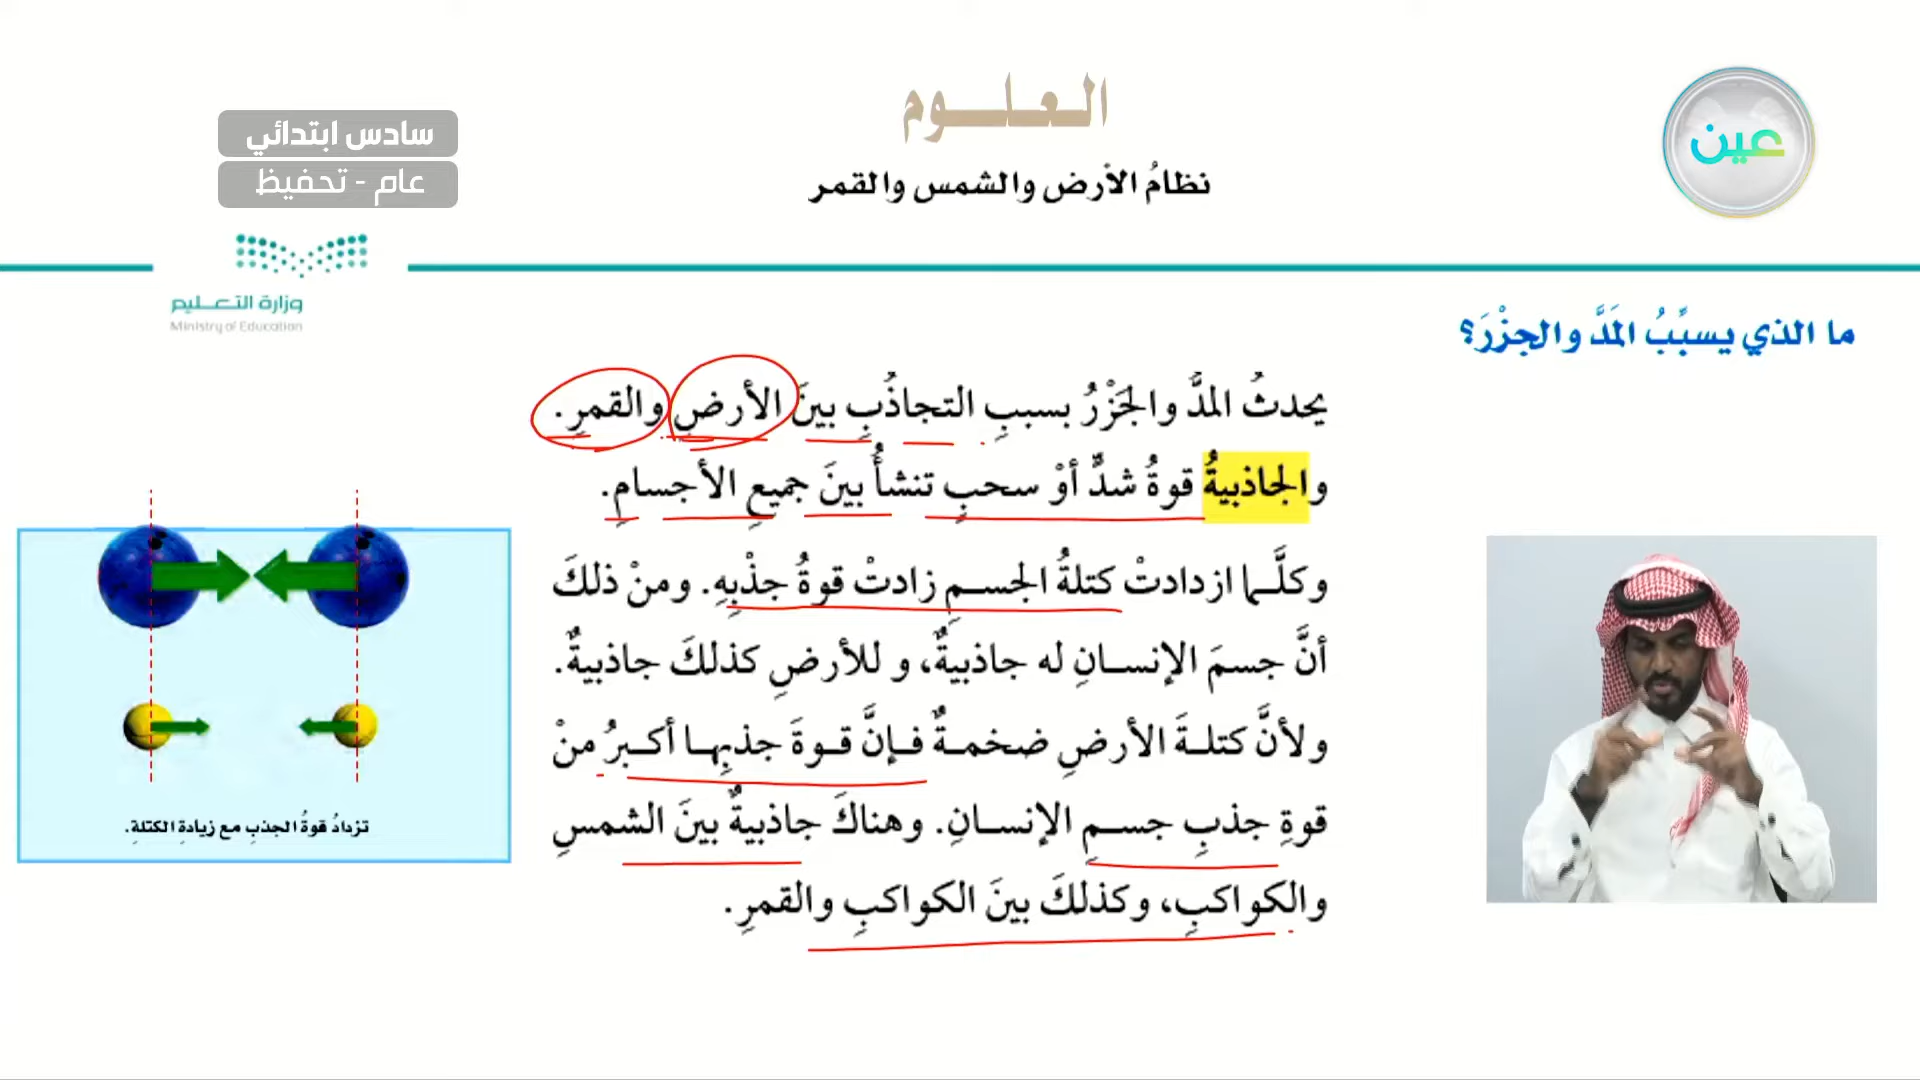 العلوم
نظامُ الأرض والشمس والقمر
عين
سادس ابتدائي
عام - تحفيظ
وزارة التعليم
Ministry of Education
ما الذي يسبِّبُ المَدَّ والجزْرَ؟
يحدثُ المدُّ والجَزْرُ بسببِ التجاذُبِ بينَ الأرضِ والقمرِ.
والجاذبيةُ قوةُ شدٍّ أوْ سحبٍ تنشأُ بينَ جميعِ الأجسامِ.
وكلَّما ازدادتْ كتلةُ الجسمِ زادتْ قوةُ جذْبِهِ. ومنْ ذلكَ
أنَّ جسمَ الإنسانِ له جاذبيةٌ، و للأرضِ كذلكَ جاذبيةٌ.
ولأنَّ كتلةَ الأرضِ ضخمةٌ فإنَّ قوةَ جذبِها أكبرُ منْ
قوةِ جذبِ جسمِ الإنسانِ. وهناكَ جاذبيةٌ بينَ الشمسِ
والكواكبِ، وكذلكَ بينَ الكواكبِ والقمرِ.
تزدادُ قوةُ الجذبِ مع زيادةِ الكتلةِ.